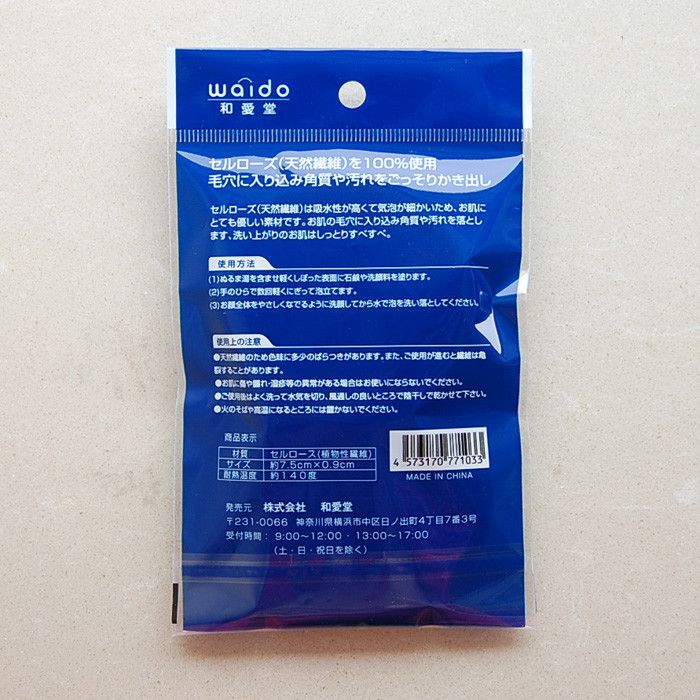 waido
和愛堂
セルローズ(天然繊維)を100%使用
毛穴に入り込み角質や汚れをごっそりかき出し
セルローズ(天然繊維)は吸水性が高くて気泡が細かいため、お肌に
とても優しい素材です。お肌の毛穴に入り込み角質や汚れを落とし
ます、洗い上がりのお肌はしっとりすべすべ。
使用方法
(1)ぬるま湯を含ませ軽くしぼった表面に石鹸や洗顔料を塗ります。
(2)手のひらで数回軽くにぎって泡立てます。
(3)お顔全体をやさしくなでるように洗顔してから水で泡を洗い落としてください。
使用上の注意
●天然繊維のため色味に多少のばらつきがあります。また、ご使用が進むと繊維は亀
裂することがあります。
●お肌に傷や腫れ・湿疹等の異常がある場合はお使いにならないでください。
●ご使用後はよく洗って水気を切り、風通しの良いところで陰干しで乾かせて下さい。
●火のそばや高温になるところには置かないでください。
商品表示
材質 セルローズ(植物性繊維)
サイズ 約7.5cm×0.9cm
耐熱温度 約140度
4 573170 771033
MADE IN CHINA
発売元 株式会社 和愛堂
〒231-0066 神奈川県横浜市中区日ノ出町4丁目7番3号
受付時間: 9:00~12:00・13:00~17:00
(土・日・祝日を除く)